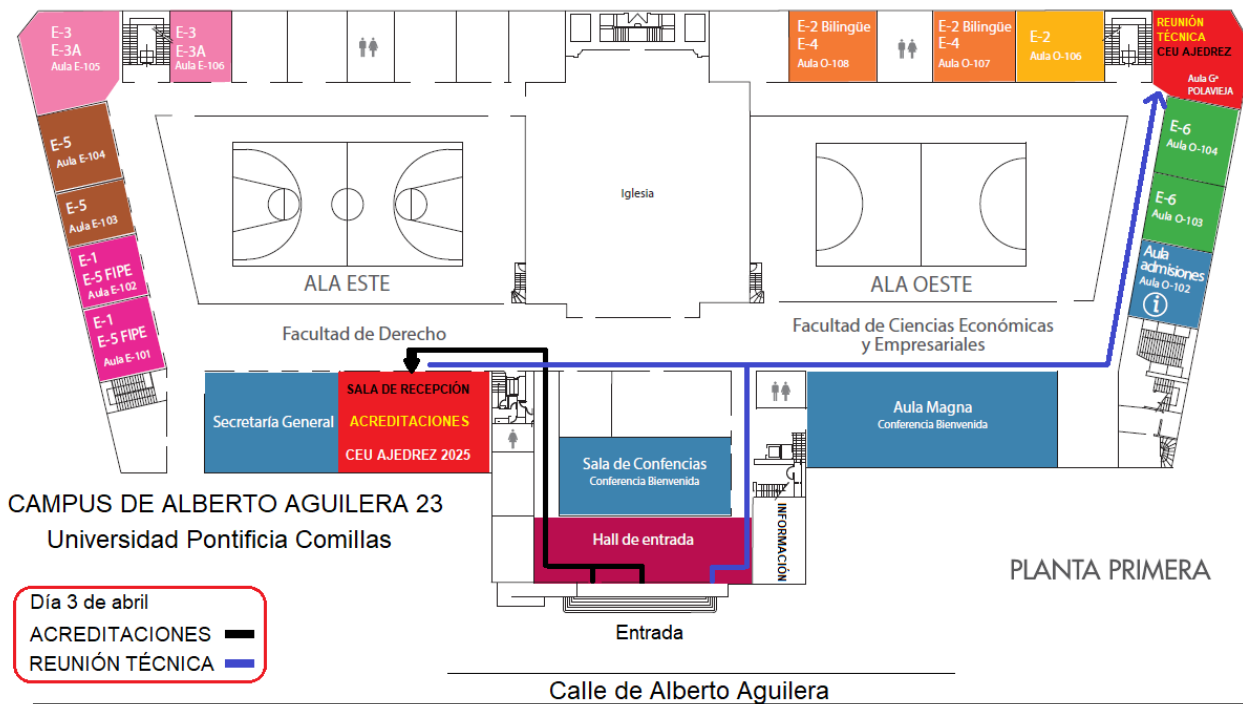 E-3
E-3A
Aula E-105
E-3
E-3A
Aula E-106
E-2 Bilingüe
E-4
Aula O-108
E-2 Bilingüe
E-4
Aula O-107
E-2
Aula O-106
REUNIÓN
TÉCNICA
CEU AJEDREZ
Aula Gª
POLAVIEJA
E-5
Aula E-104
E-5
Aula E-103
E-1
E-5 FIPE
Aula E-102
E-1
E-5 FIPE
Aula E-101
E-6
Aula O-104
E-6
Aula O-103
Aula
admisiones
Aula O-102
i
Iglesia
ALA ESTE
ALA OESTE
Facultad de Derecho
Facultad de Ciencias Económicas
y Empresariales
Secretaría General
SALA DE RECEPCIÓN
ACREDITACIONES
CEU AJEDREZ 2025
Sala de Confencias
Conferencia Bienvenida
Aula Magna
Conferencia Bienvenida
Hall de entrada
INFORMACIÓN
CAMPUS DE ALBERTO AGUILERA 23
Universidad Pontificia Comillas
PLANTA PRIMERA
Día 3 de abril
ACREDITACIONES
REUNIÓN TÉCNICA
Entrada
Calle de Alberto Aguilera